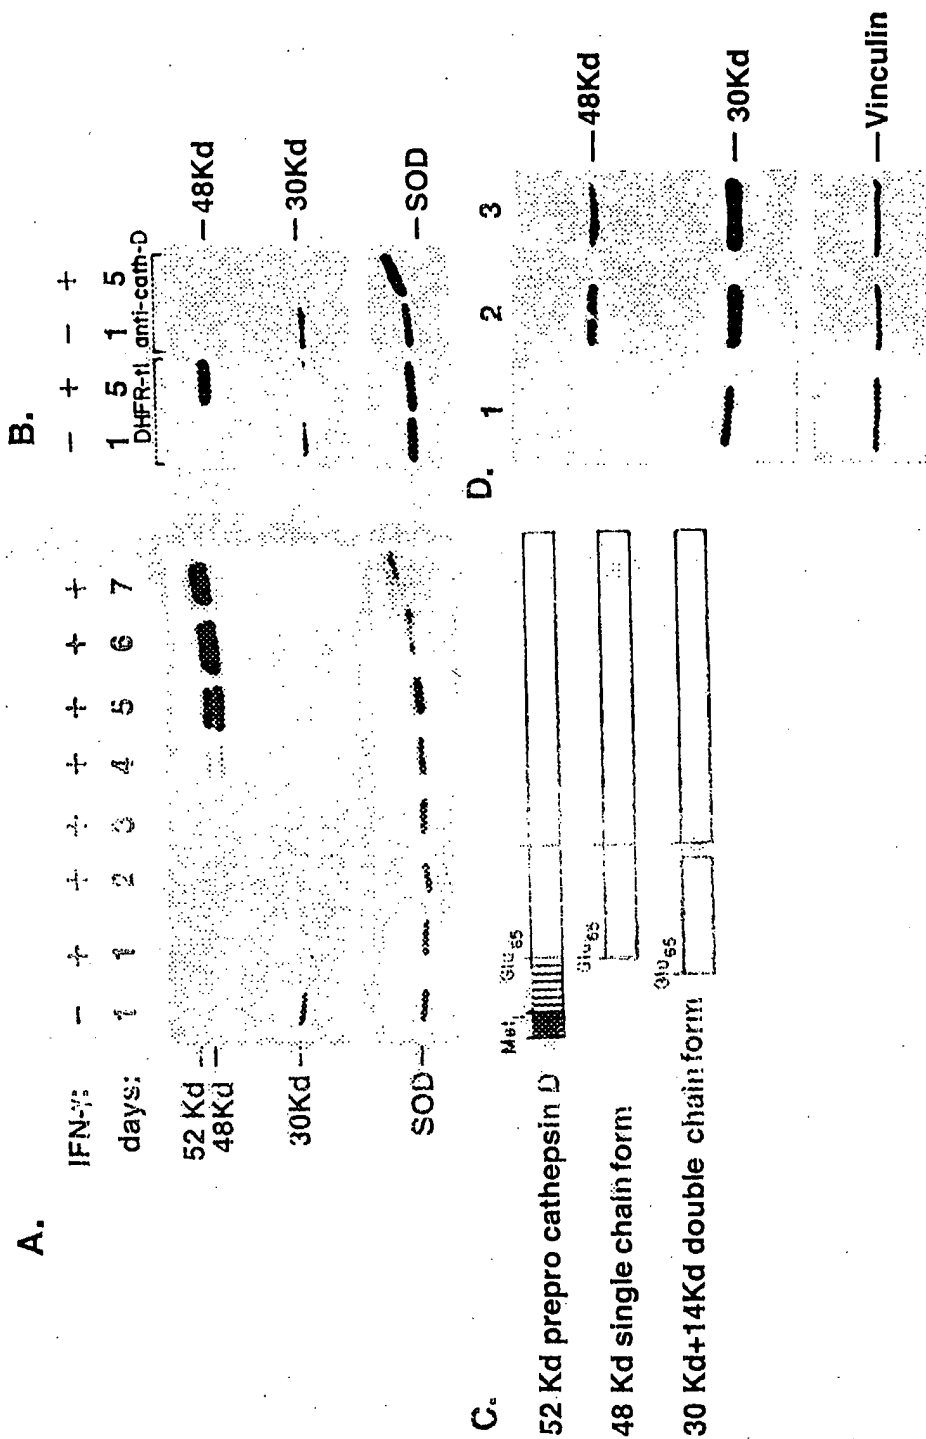 A.
IFN-γ: − + + + + + + +
days: 1 1 2 3 4 5 6 7
52 Kd
48Kd
30Kd
SOD
B.
− + − +
1 5 1 5
DHFR-tl anti-cath-D
48Kd
30Kd
SOD
C.
Met1 Glu65
52 Kd prepro cathepsin D
Glu65
48 Kd single chain form
Glu65
30 Kd+14Kd double chain form
D.
1 2 3
48Kd
30Kd
Vinculin